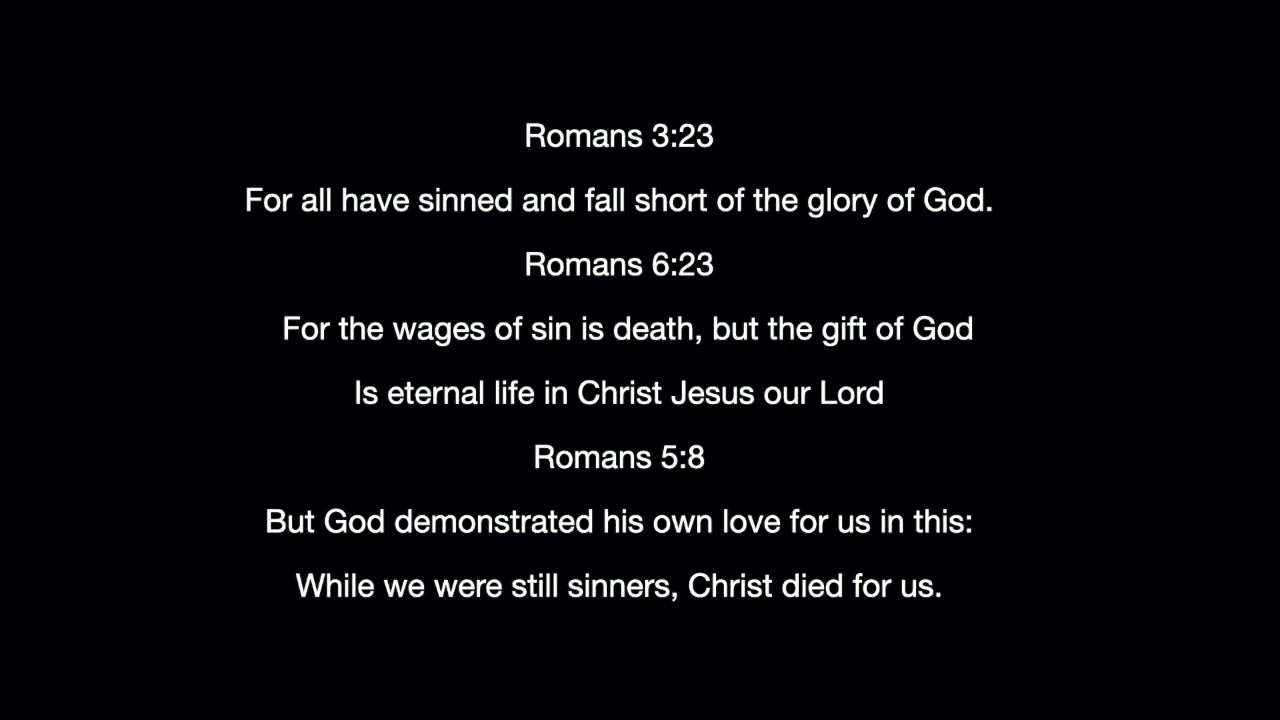 Romans 3:23
For all have sinned and fall short of the glory of God.
Romans 6:23
For the wages of sin is death, but the gift of God
Is eternal life in Christ Jesus our Lord
Romans 5:8
But God demonstrated his own love for us in this:
While we were still sinners, Christ died for us.